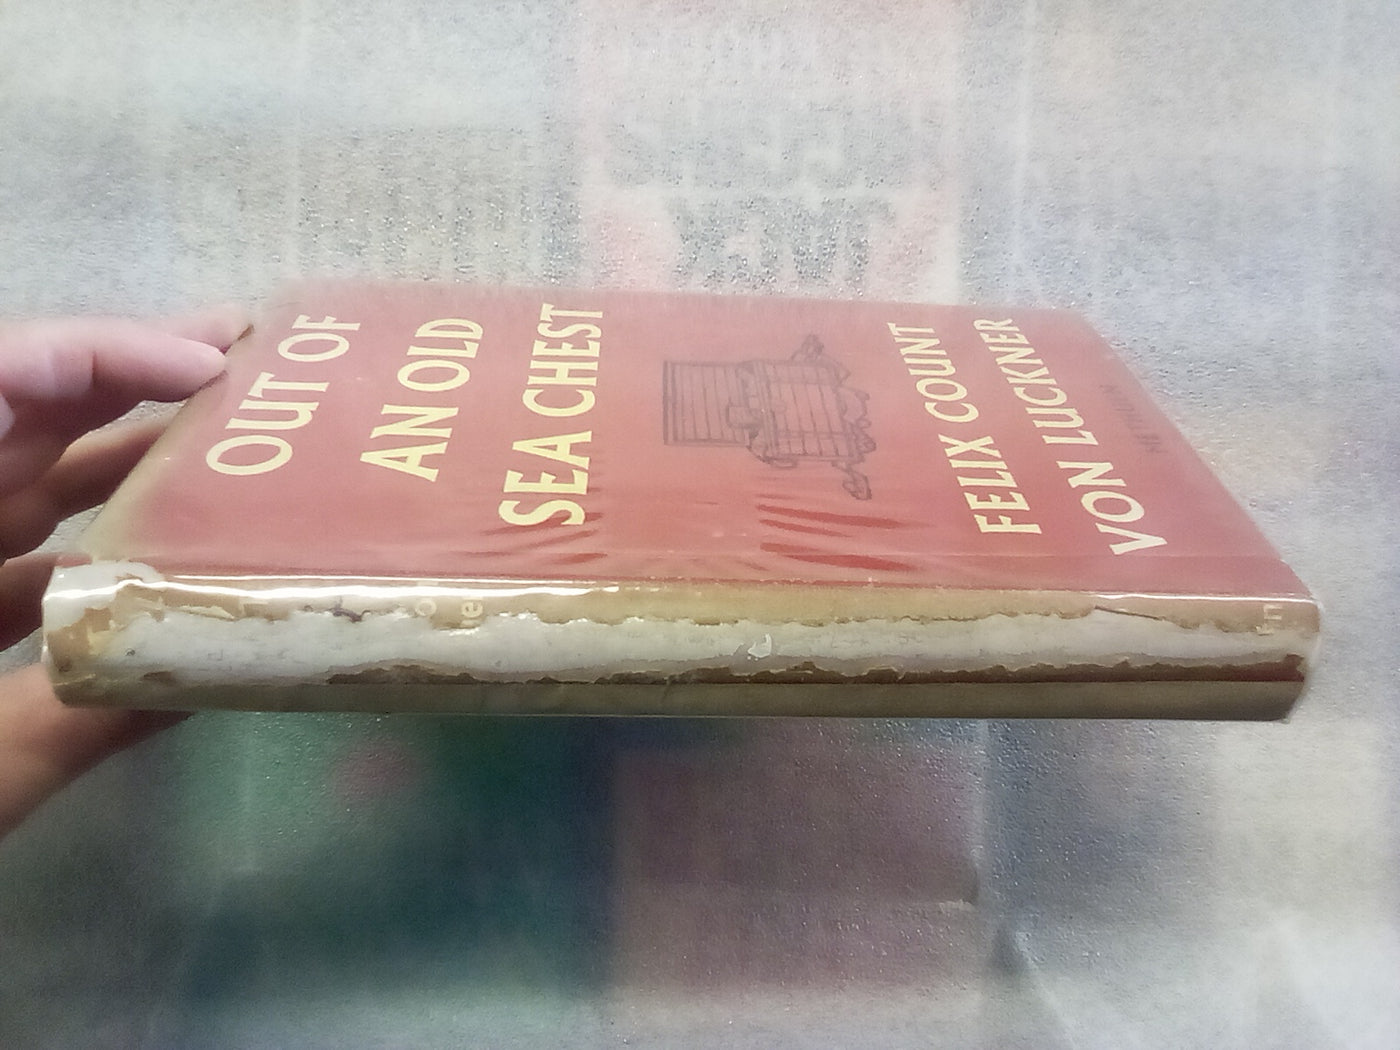 OUT OF
AN OLD
SEA CHEST
FELIX COUNT
VON LUCKNER
METHUEN